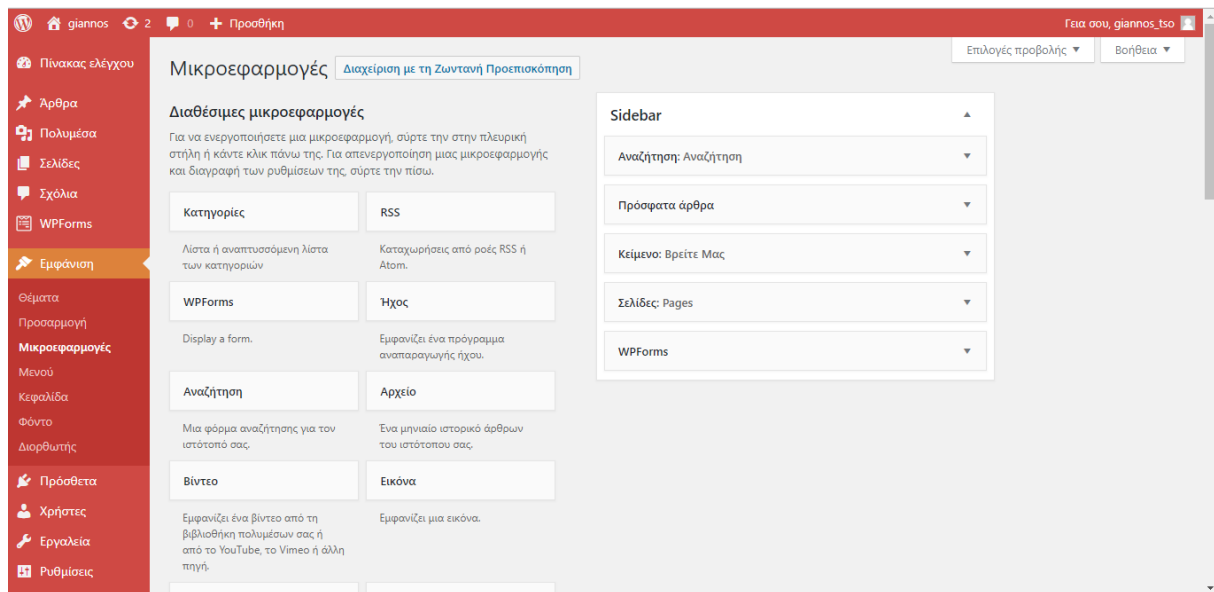 giannos 2 0 Προσθήκη Γεια σου, giannos_tso
Επιλογές προβολής Βοήθεια
Πίνακας ελέγχου
Άρθρα
Πολυμέσα
Σελίδες
Σχόλια
WPForms
Εμφάνιση
Θέματα
Προσαρμογή
Μικροεφαρμογές
Μενού
Κεφαλίδα
Φόντο
Διορθωτής
Πρόσθετα
Χρήστες
Εργαλεία
Ρυθμίσεις
Μικροεφαρμογές Διαχείριση με τη Ζωντανή Προεπισκόπηση
Διαθέσιμες μικροεφαρμογές
Για να ενεργοποιήσετε μια μικροεφαρμογή, σύρτε την στην πλευρική
στήλη ή κάντε κλικ πάνω της. Για απενεργοποίηση μιας μικροεφαρμογής
και διαγραφή των ρυθμίσεων της, σύρτε την πίσω.
Κατηγορίες
Λίστα ή αναπτυσσόμενη λίστα
των κατηγοριών
RSS
Καταχωρήσεις από ροές RSS ή
Atom.
WPForms
Display a form.
Ήχος
Εμφανίζει ένα πρόγραμμα
αναπαραγωγής ήχου.
Αναζήτηση
Μια φόρμα αναζήτησης για τον
ιστότοπό σας.
Αρχείο
Ένα μηνιαίο ιστορικό άρθρων
του ιστότοπου σας.
Βίντεο
Εμφανίζει ένα βίντεο από τη
βιβλιοθήκη πολυμέσων σας ή
από το YouTube, το Vimeo ή άλλη
πηγή.
Εικόνα
Εμφανίζει μια εικόνα.
Sidebar
Αναζήτηση: Αναζήτηση
Πρόσφατα άρθρα
Κείμενο: Βρείτε Μας
Σελίδες: Pages
WPForms